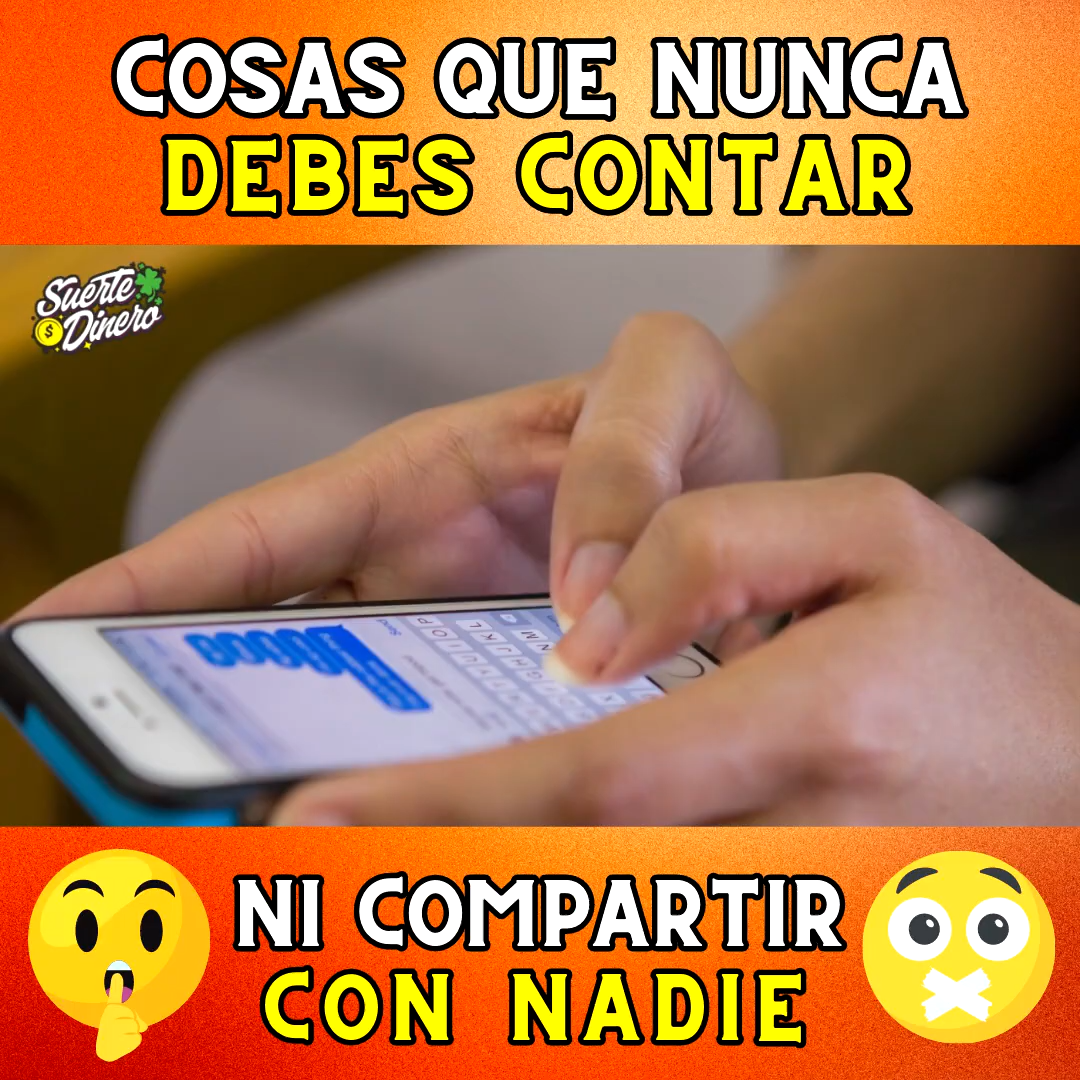 COSAS QUE NUNCA
DEBES CONTAR
Suerte
$
Dinero
NI COMPARTIR
CON NADIE